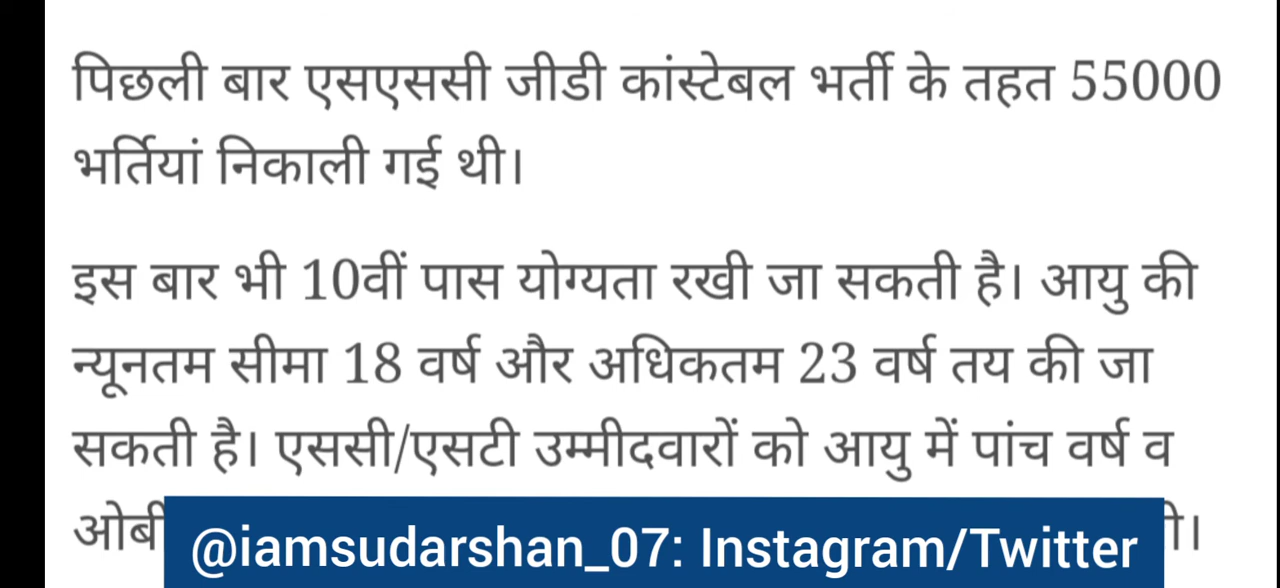 पिछली बार एसएससी जीडी कांस्टेबल भर्ती के तहत 55000
भर्तियां निकाली गई थी।
इस बार भी 10वीं पास योग्यता रखी जा सकती है। आयु की
न्यूनतम सीमा 18 वर्ष और अधिकतम 23 वर्ष तय की जा
सकती है। एससी/एसटी उम्मीदवारों को आयु में पांच वर्ष व
@iamsudarshan_07: Instagram/Twitter